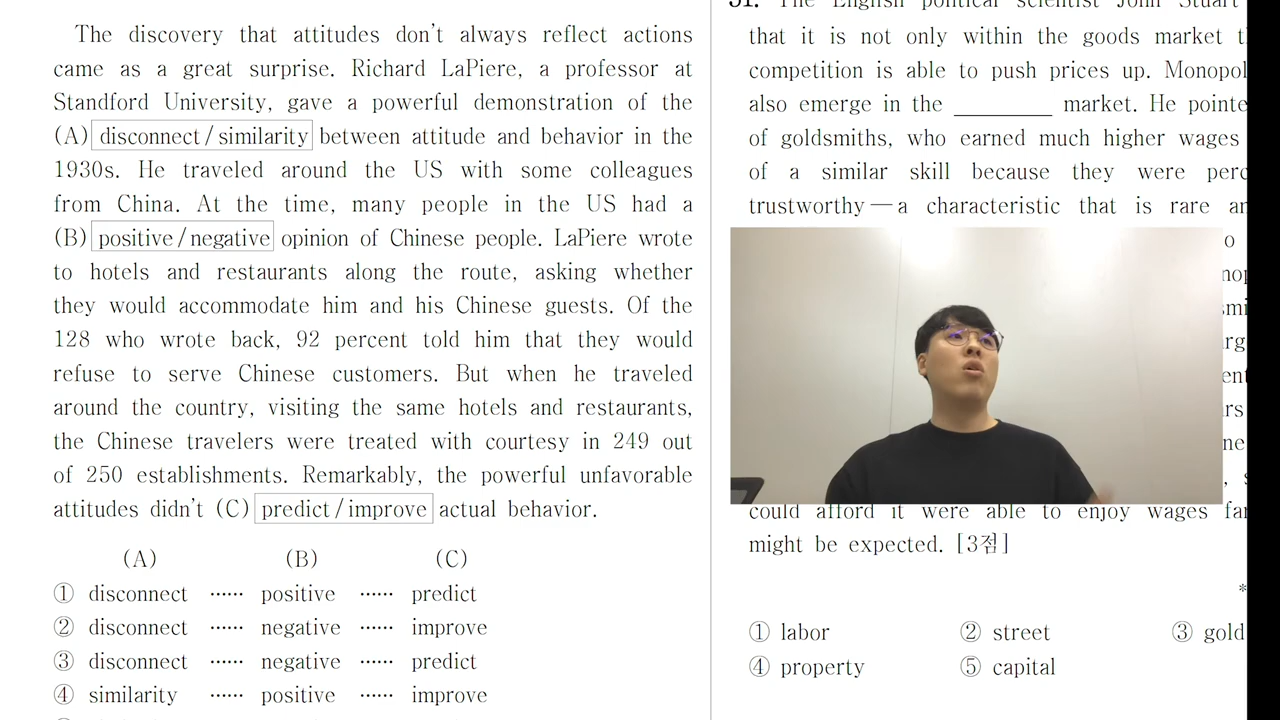 The discovery that attitudes don't always reflect actions
came as a great surprise. Richard LaPiere, a professor at
Standford University, gave a powerful demonstration of the
(A) disconnect / similarity between attitude and behavior in the
1930s. He traveled around the US with some colleagues
from China. At the time, many people in the US had a
(B) positive / negative opinion of Chinese people. LaPiere wrote
to hotels and restaurants along the route, asking whether
they would accommodate him and his Chinese guests. Of the
128 who wrote back, 92 percent told him that they would
refuse to serve Chinese customers. But when he traveled
around the country, visiting the same hotels and restaurants,
the Chinese travelers were treated with courtesy in 249 out
of 250 establishments. Remarkably, the powerful unfavorable
attitudes didn't (C) predict / improve actual behavior.
(A) (B) (C)
① disconnect ······ positive ······ predict
② disconnect ······ negative ······ improve
③ disconnect ······ negative ······ predict
④ similarity ······ positive ······ improve
31. The English political scientist John Stuart
that it is not only within the goods market
competition is able to push prices up.
also emerge in the ________ market. He
of goldsmiths, who earned much higher wages
of a similar skill because they were
trustworthy — a characteristic that is rare
could afford it were able to enjoy wages
might be expected. [3점]
*
① labor ② street ③ gold
④ property ⑤ capital